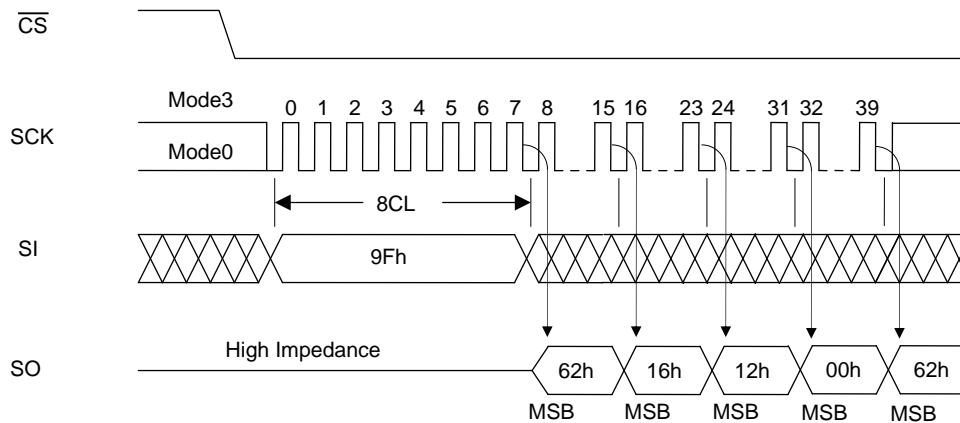 CS
Mode3
0 1 2 3 4 5 6 7 8 15 16 23 24 31 32 39
SCK
Mode0
8CL
SI
9Fh
High Impedance
SO
62h 16h 12h 00h 62h
MSB MSB MSB MSB MSB